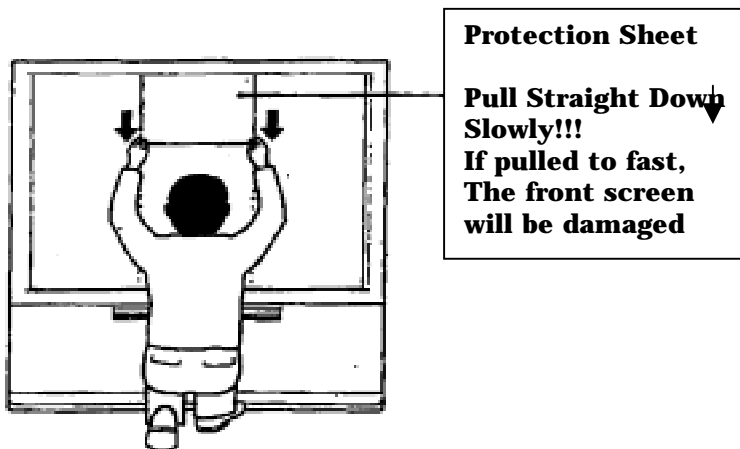 Protection Sheet
Pull Straight Down
Slowly!!!
If pulled to fast,
The front screen
will be damaged